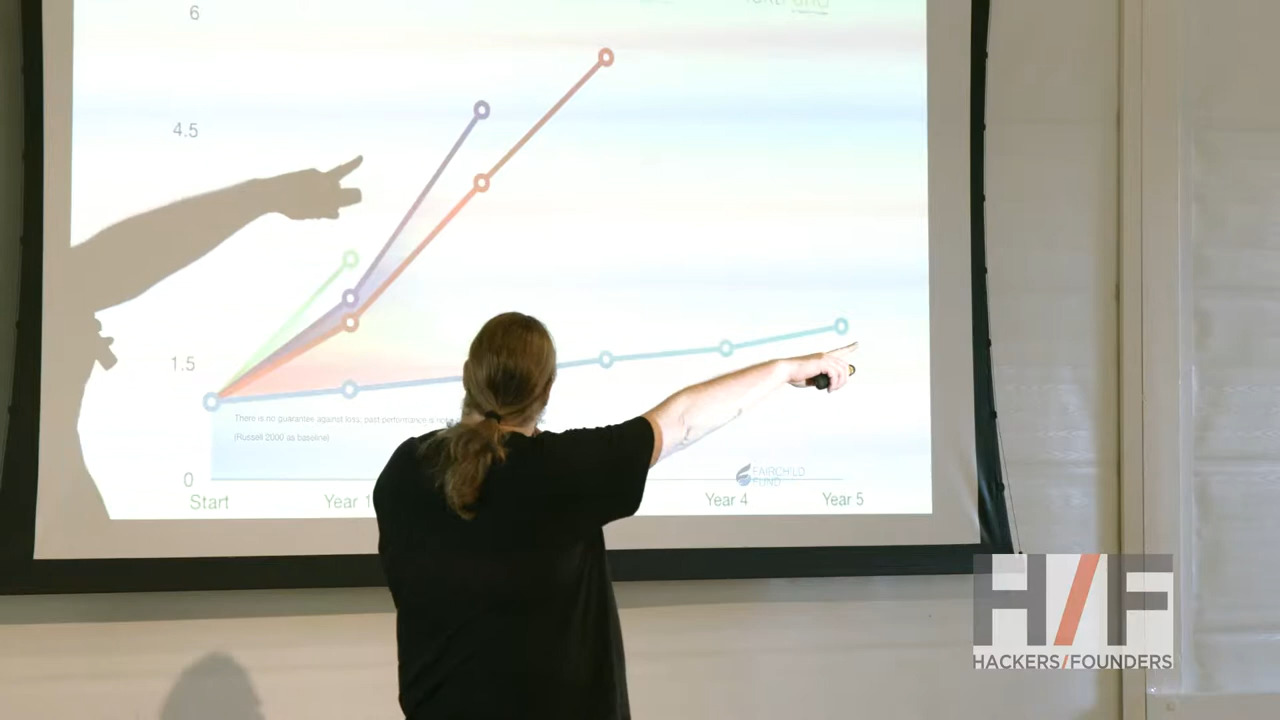 6
4.5
1.5
There is no guarantee against loss; past performance is not
(Russell 2000 as baseline)
FAIRCHILD
FUND
0
Start
Year 1
Year 4
Year 5
H/F
HACKERS/FOUNDERS